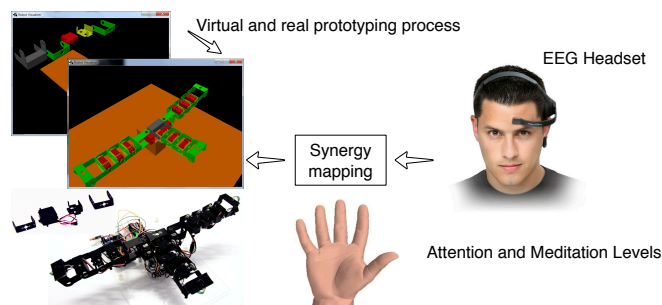 Virtual and real prototyping process
EEG Headset
Synergy
mapping
Attention and Meditation Levels